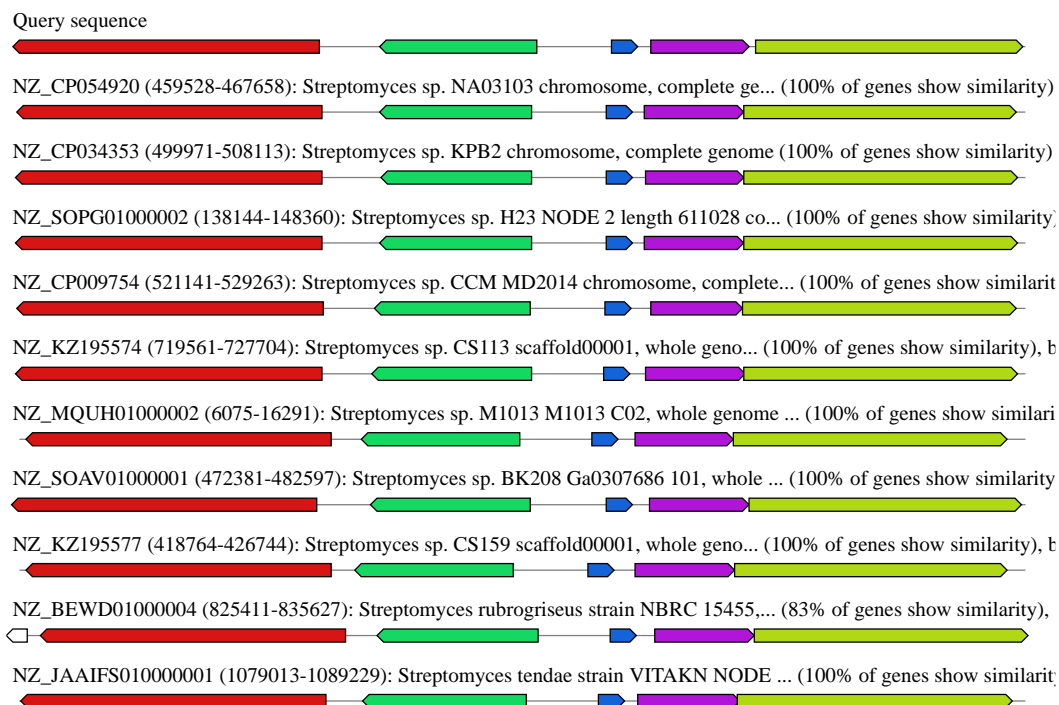 Query sequence
NZ_CP054920 (459528-467658): Streptomyces sp. NA03103 chromosome, complete ge... (100% of genes show similarity)
NZ_CP034353 (499971-508113): Streptomyces sp. KPB2 chromosome, complete genome (100% of genes show similarity)
NZ_SOPG01000002 (138144-148360): Streptomyces sp. H23 NODE 2 length 611028 co... (100% of genes show similarity)
NZ_CP009754 (521141-529263): Streptomyces sp. CCM MD2014 chromosome, complete... (100% of genes show similarit
NZ_KZ195574 (719561-727704): Streptomyces sp. CS113 scaffold00001, whole geno... (100% of genes show similarity), b
NZ_MQUH01000002 (6075-16291): Streptomyces sp. M1013 M1013 C02, whole genome ... (100% of genes show similari
NZ_SOAV01000001 (472381-482597): Streptomyces sp. BK208 Ga0307686 101, whole ... (100% of genes show similarity
NZ_KZ195577 (418764-426744): Streptomyces sp. CS159 scaffold00001, whole geno... (100% of genes show similarity), b
NZ_BEWD01000004 (825411-835627): Streptomyces rubrogriseus strain NBRC 15455,... (83% of genes show similarity),
NZ_JAAIFS010000001 (1079013-1089229): Streptomyces tendae strain VITAKN NODE ... (100% of genes show similarity